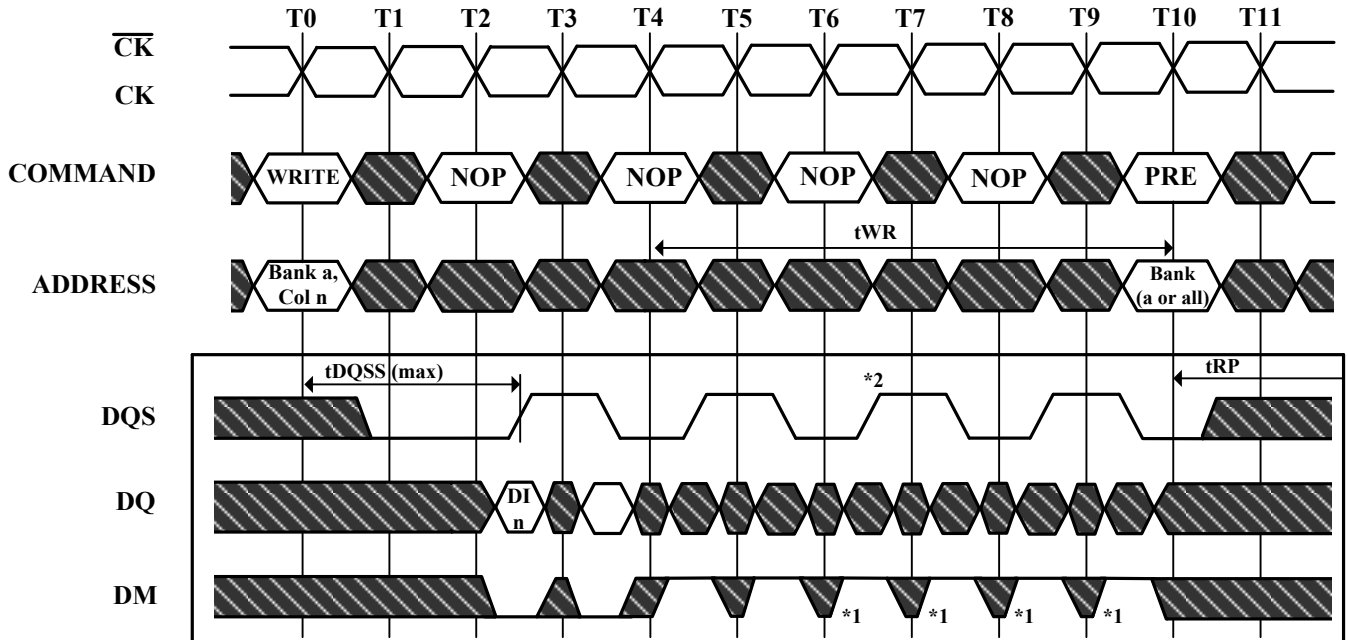 T0 T1 T2 T3 T4 T5 T6 T7 T8 T9 T10 T11
CK
CK
COMMAND WRITE NOP NOP NOP NOP PRE
tWR
ADDRESS Bank a, Col n Bank (a or all)
tDQSS (max) *2 tRP
DQS
DQ DI n
DM *1 *1 *1 *1